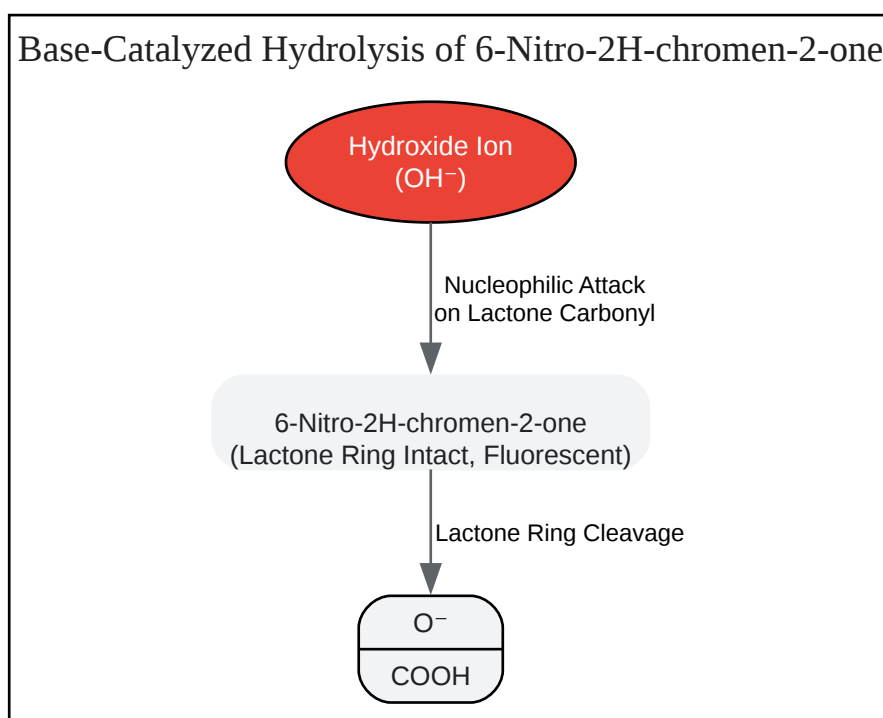 Base-Catalyzed Hydrolysis of 6-Nitro-2H-chromen-2-one
Hydroxide Ion
(OH⁻)
Nucleophilic Attack
on Lactone Carbonyl
6-Nitro-2H-chromen-2-one
(Lactone Ring Intact, Fluorescent)
Lactone Ring Cleavage
O⁻
COOH